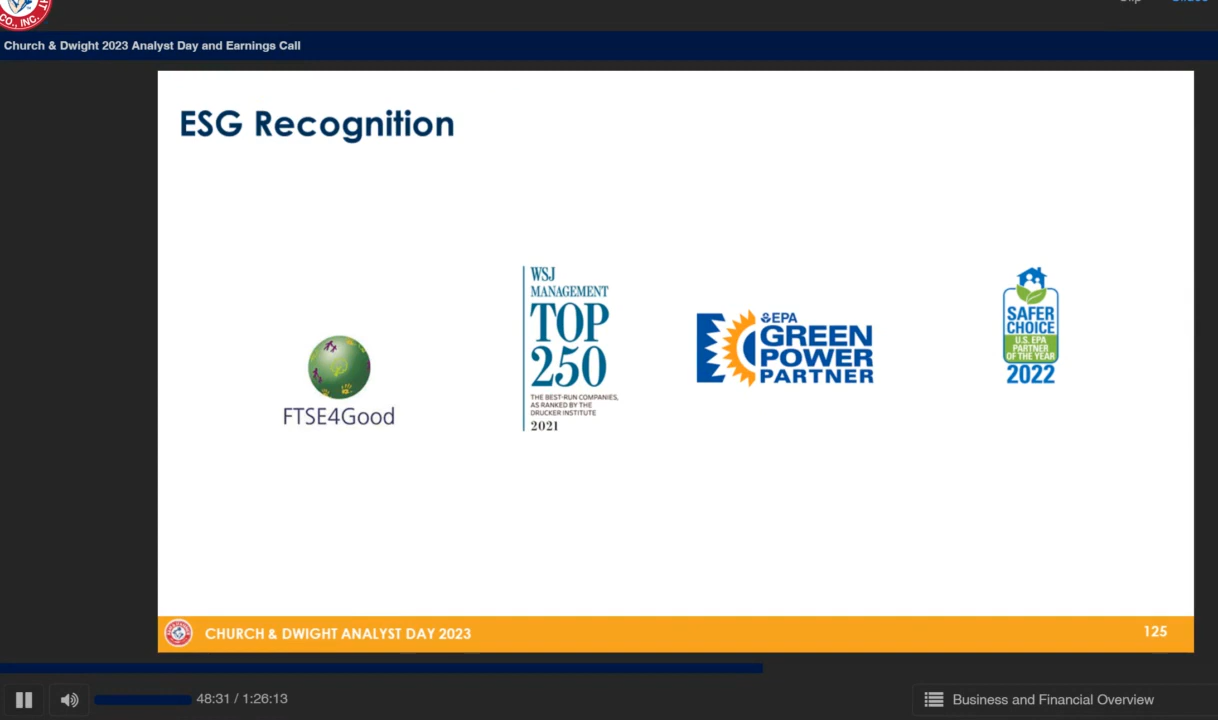 CO., INC.
Church & Dwight 2023 Analyst Day and Earnings Call
ESG Recognition
FTSE4Good
WSJ
MANAGEMENT
TOP
250
THE BEST-RUN COMPANIES,
AS RANKED BY THE
DRUCKER INSTITUTE
2021
EPA
GREEN
POWER
PARTNER
SAFER
CHOICE
U.S. EPA
PARTNER
OF THE YEAR
2022
CHURCH & DWIGHT ANALYST DAY 2023
125
48:31 / 1:26:13
Business and Financial Overview